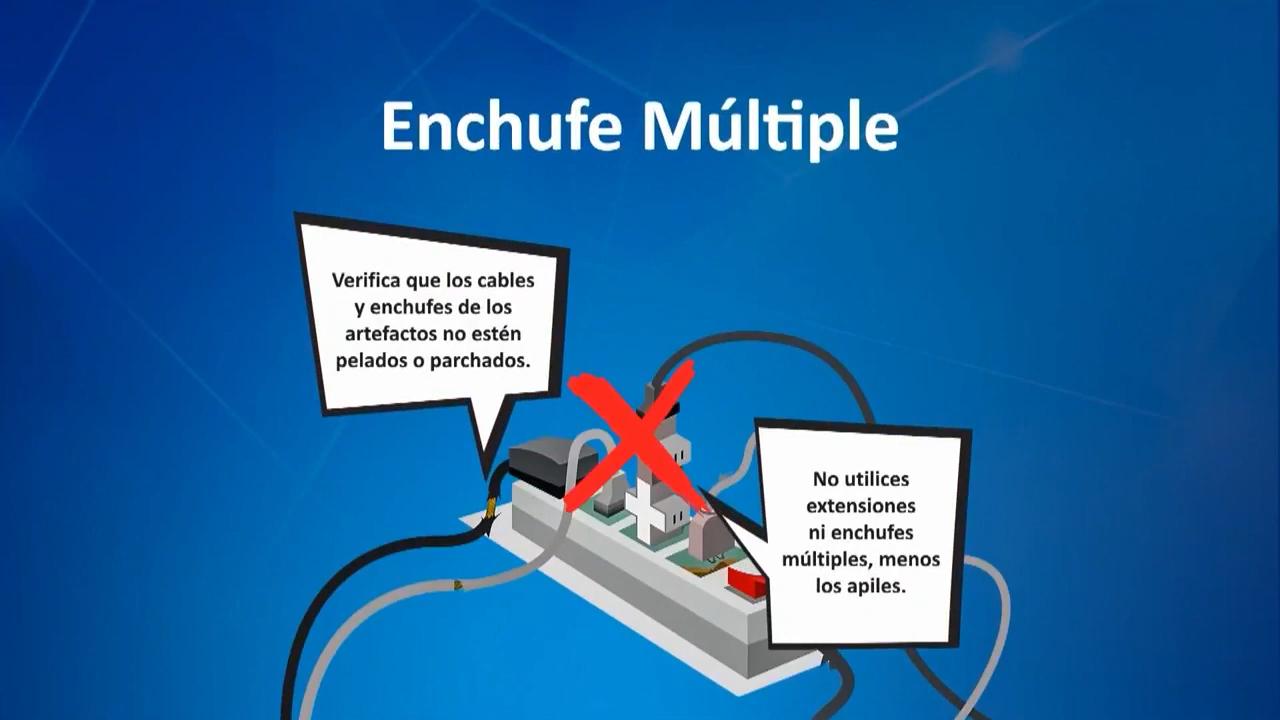 Enchufe Múltiple
Verifica que los cables
y enchufes de los
artefactos no estén
pelados o parchados.
No utilices
extensiones
ni enchufes
múltiples, menos
los apiles.